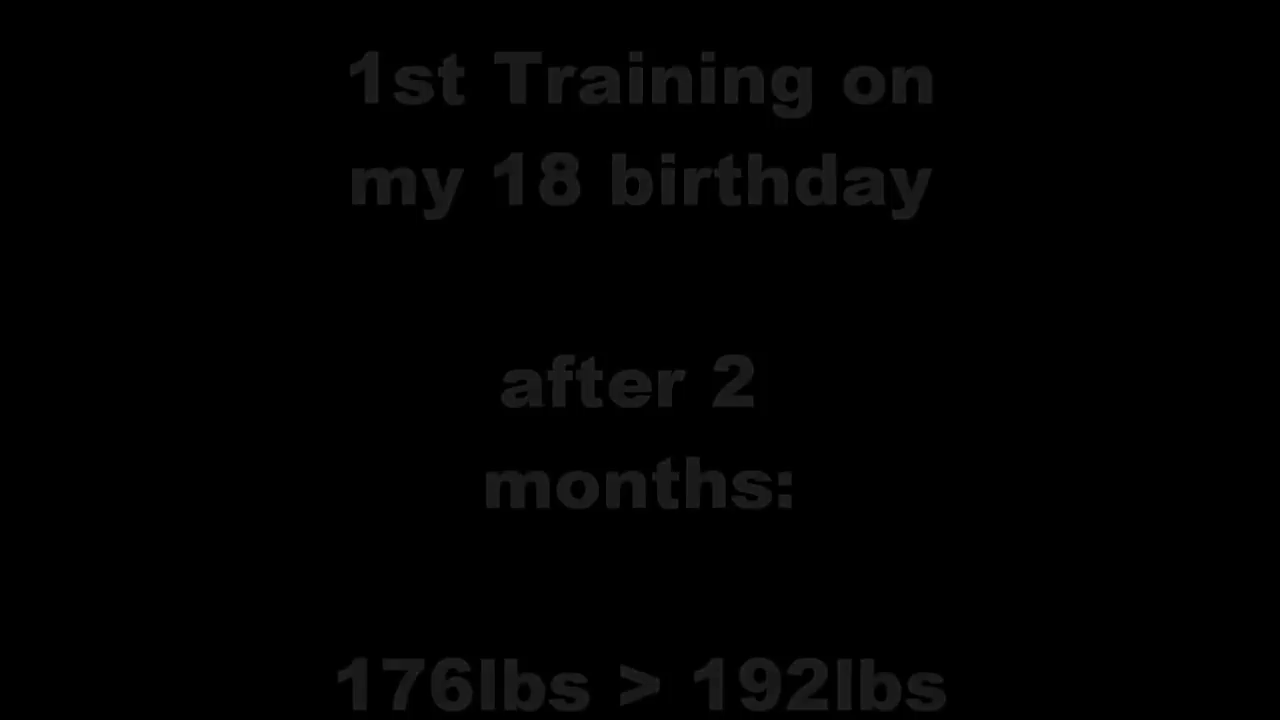 1st Training on
my 18 birthday
after 2
months:
176lbs > 192lbs